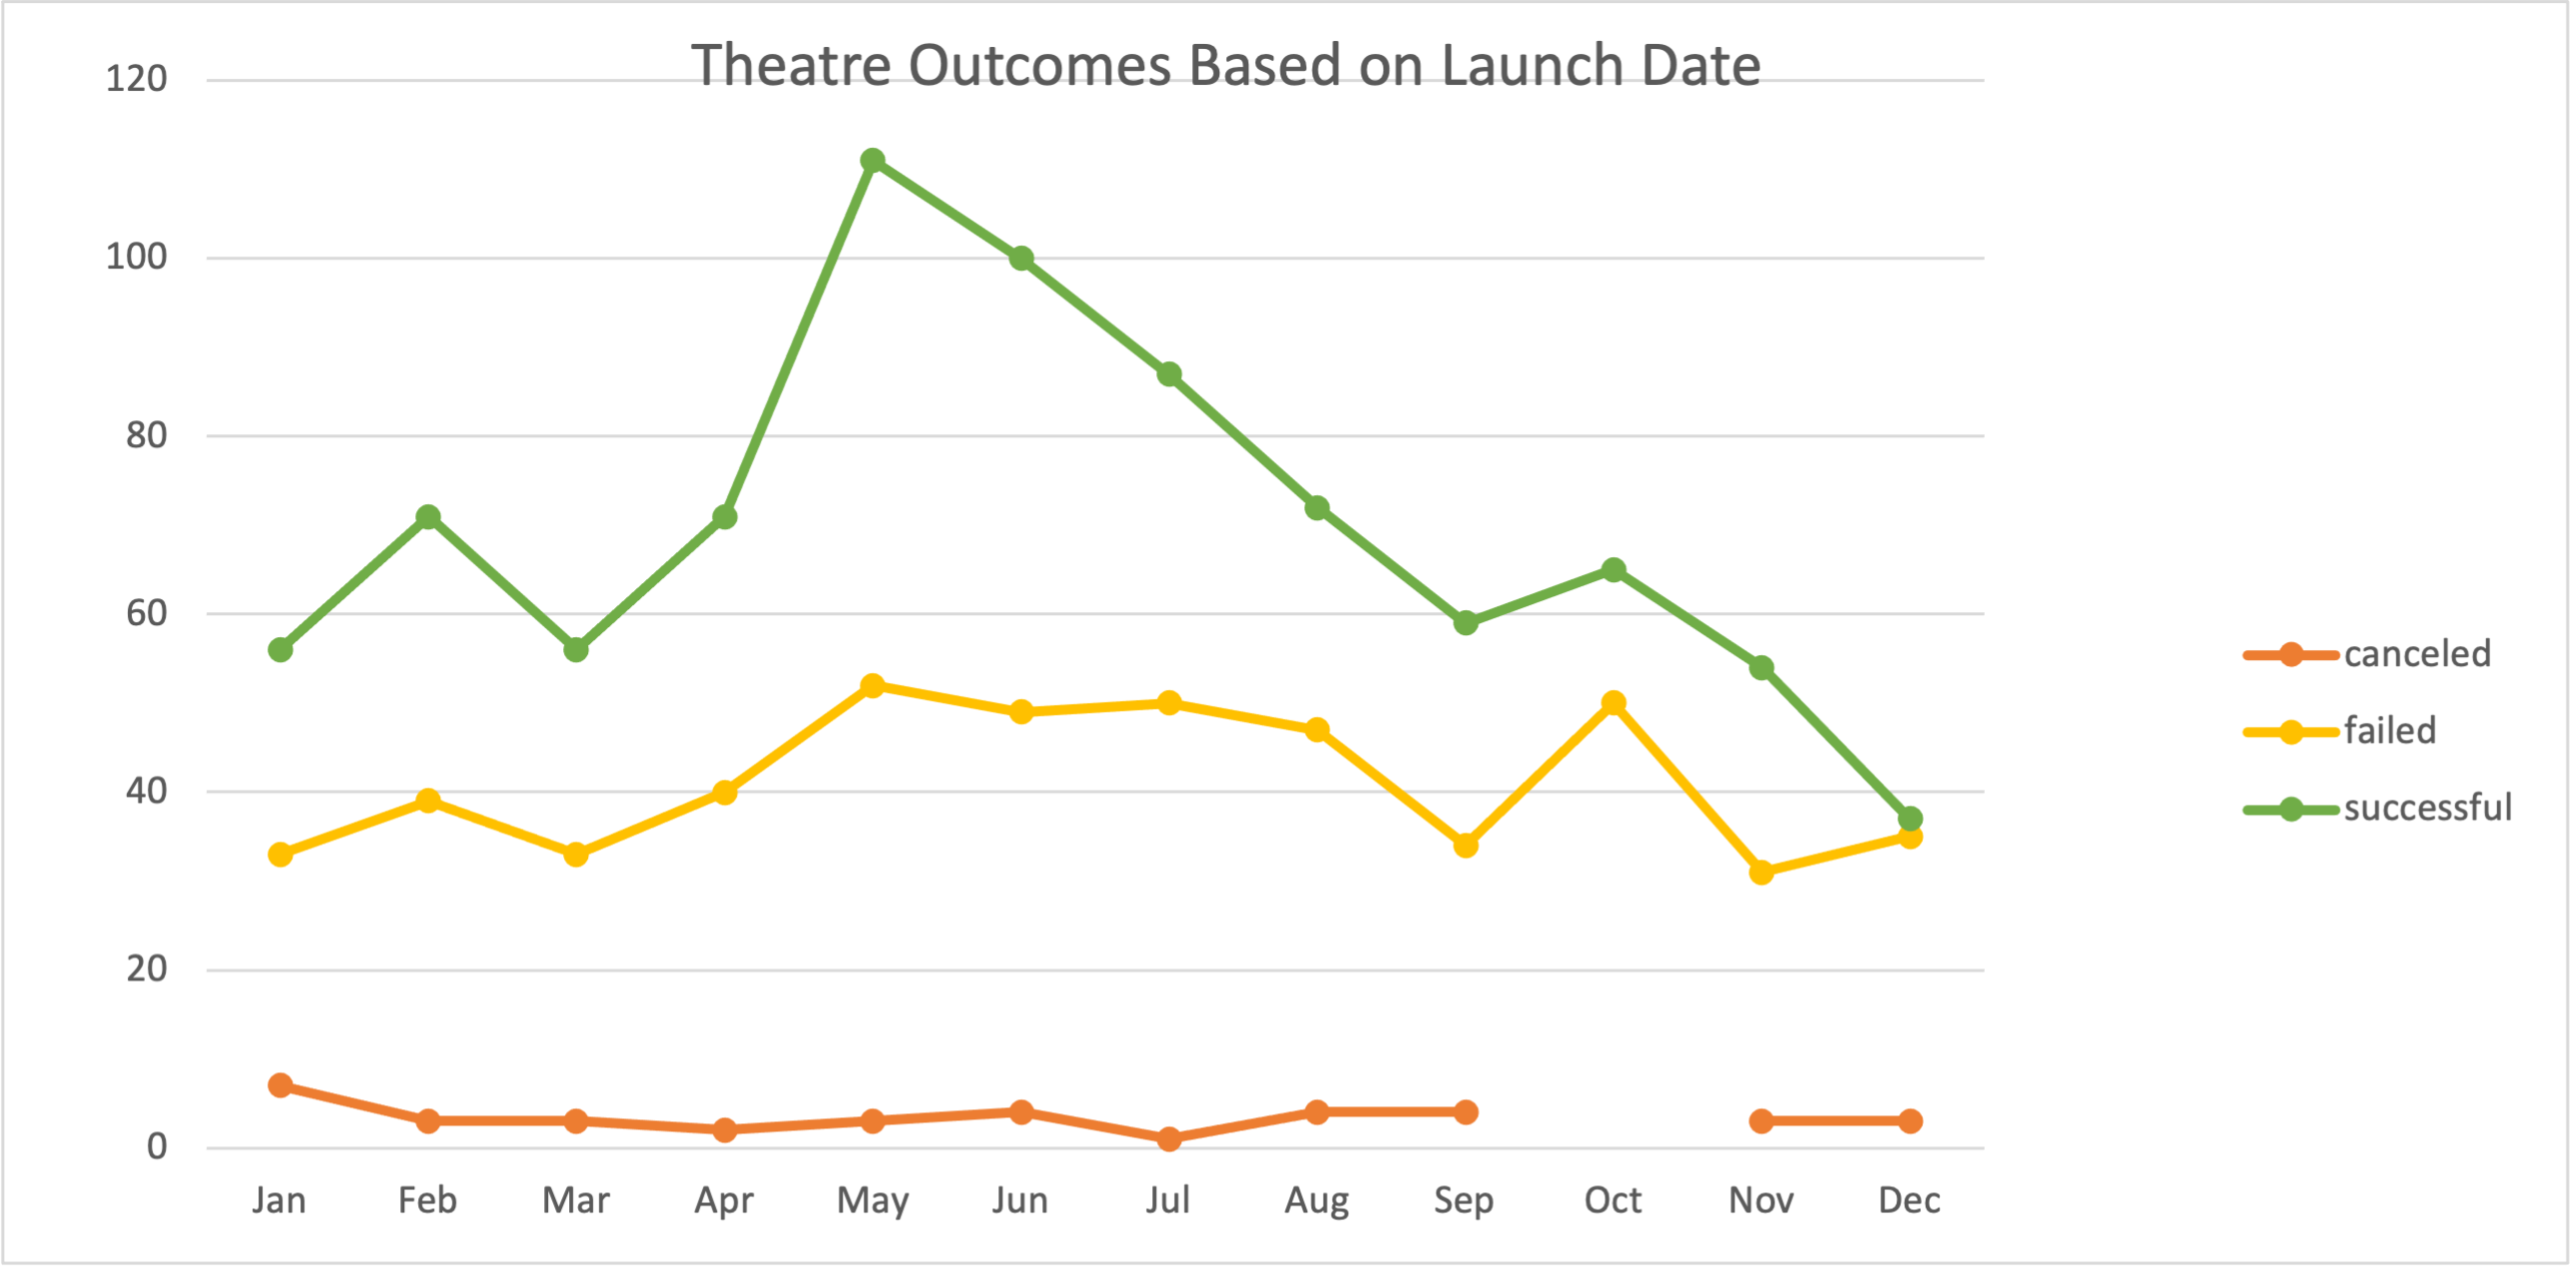 Theatre Outcomes Based on Launch Date
120
100
80
60
40
20
0
Jan Feb Mar Apr May Jun Jul Aug Sep Oct Nov Dec
canceled
failed
successful